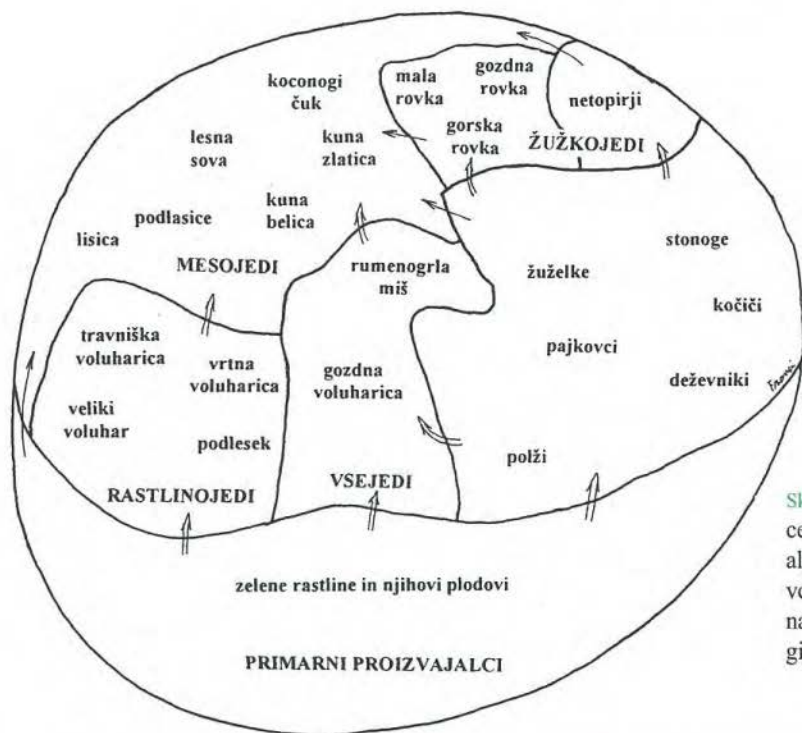 koconogi
čuk
mala
rovka
gozdna
rovka
netopirji
lesna
sova
kuna
zlatica
gorska
rovka
ŽUŽKOJEDI
podlasice
kuna
belica
lisica
MESOJEDI
rumenogrla
miš
stonoge
žuželke
kočiči
pajkovci
deževniki
travniška
voluharica
vrtna
voluharica
gozdna
voluharica
veliki
voluhar
podlesek
polži
RASTLINOJEDI
VSEJEDI
zelene rastline in njihovi plodovi
PRIMARNI PROIZVAJALCI